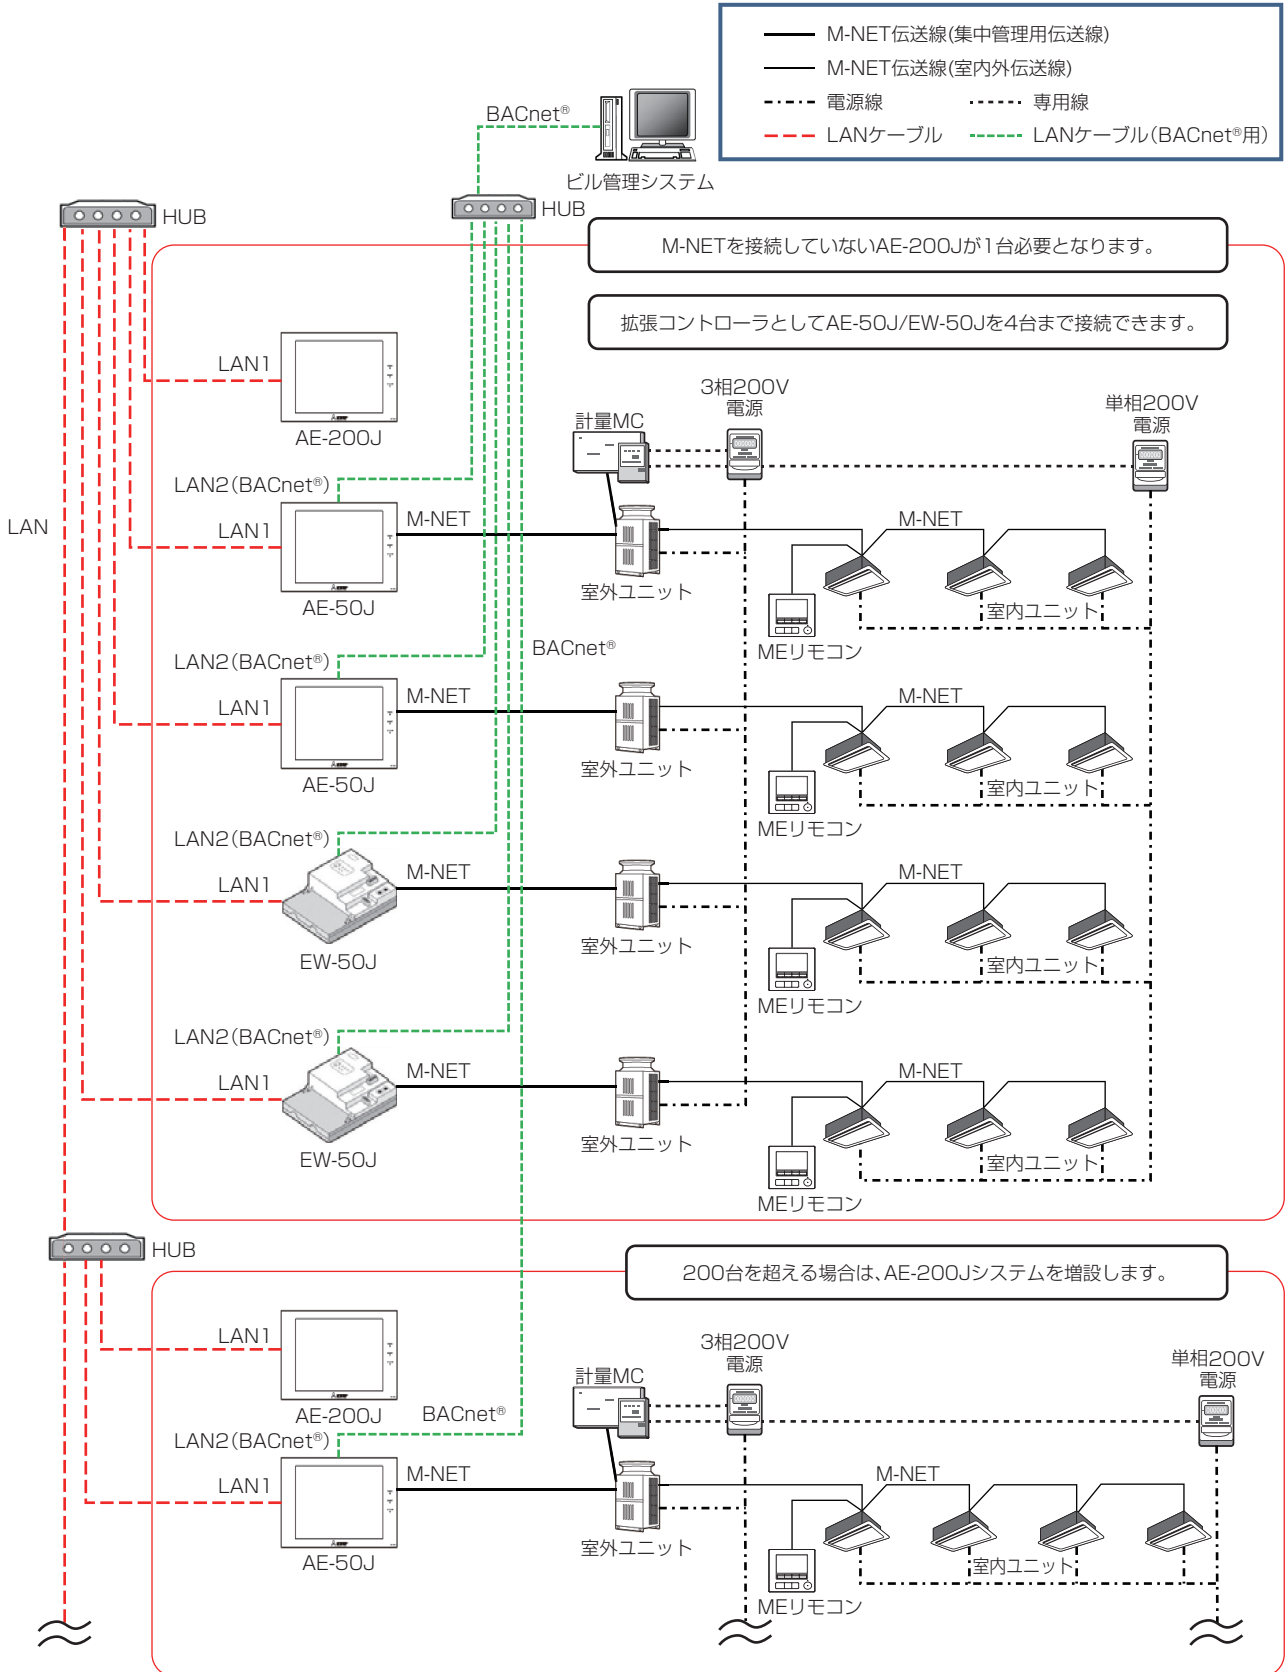 M-NET伝送線(集中管理用伝送線)
M-NET伝送線(室内外伝送線)
電源線 専用線
LANケーブル LANケーブル(BACnet®用)
BACnet®
ビル管理システム
HUB
HUB
M-NETを接続していないAE-200Jが1台必要となります。
拡張コントローラとしてAE-50J/EW-50Jを4台まで接続できます。
LAN1
AE-200J
3相200V
電源
単相200V
電源
計量MC
LAN2(BACnet®)
LAN
LAN1
M-NET
M-NET
AE-50J
室外ユニット
室内ユニット
MEリモコン
BACnet®
LAN2(BACnet®)
LAN1
M-NET
M-NET
AE-50J
室外ユニット
室内ユニット
MEリモコン
LAN2(BACnet®)
LAN1
M-NET
M-NET
EW-50J
室外ユニット
室内ユニット
MEリモコン
LAN2(BACnet®)
LAN1
M-NET
M-NET
EW-50J
室外ユニット
室内ユニット
MEリモコン
HUB
200台を超える場合は、AE-200Jシステムを増設します。
LAN1
AE-200J
3相200V
電源
単相200V
電源
計量MC
BACnet®
LAN2(BACnet®)
LAN1
M-NET
M-NET
AE-50J
室外ユニット
室内ユニット
MEリモコン